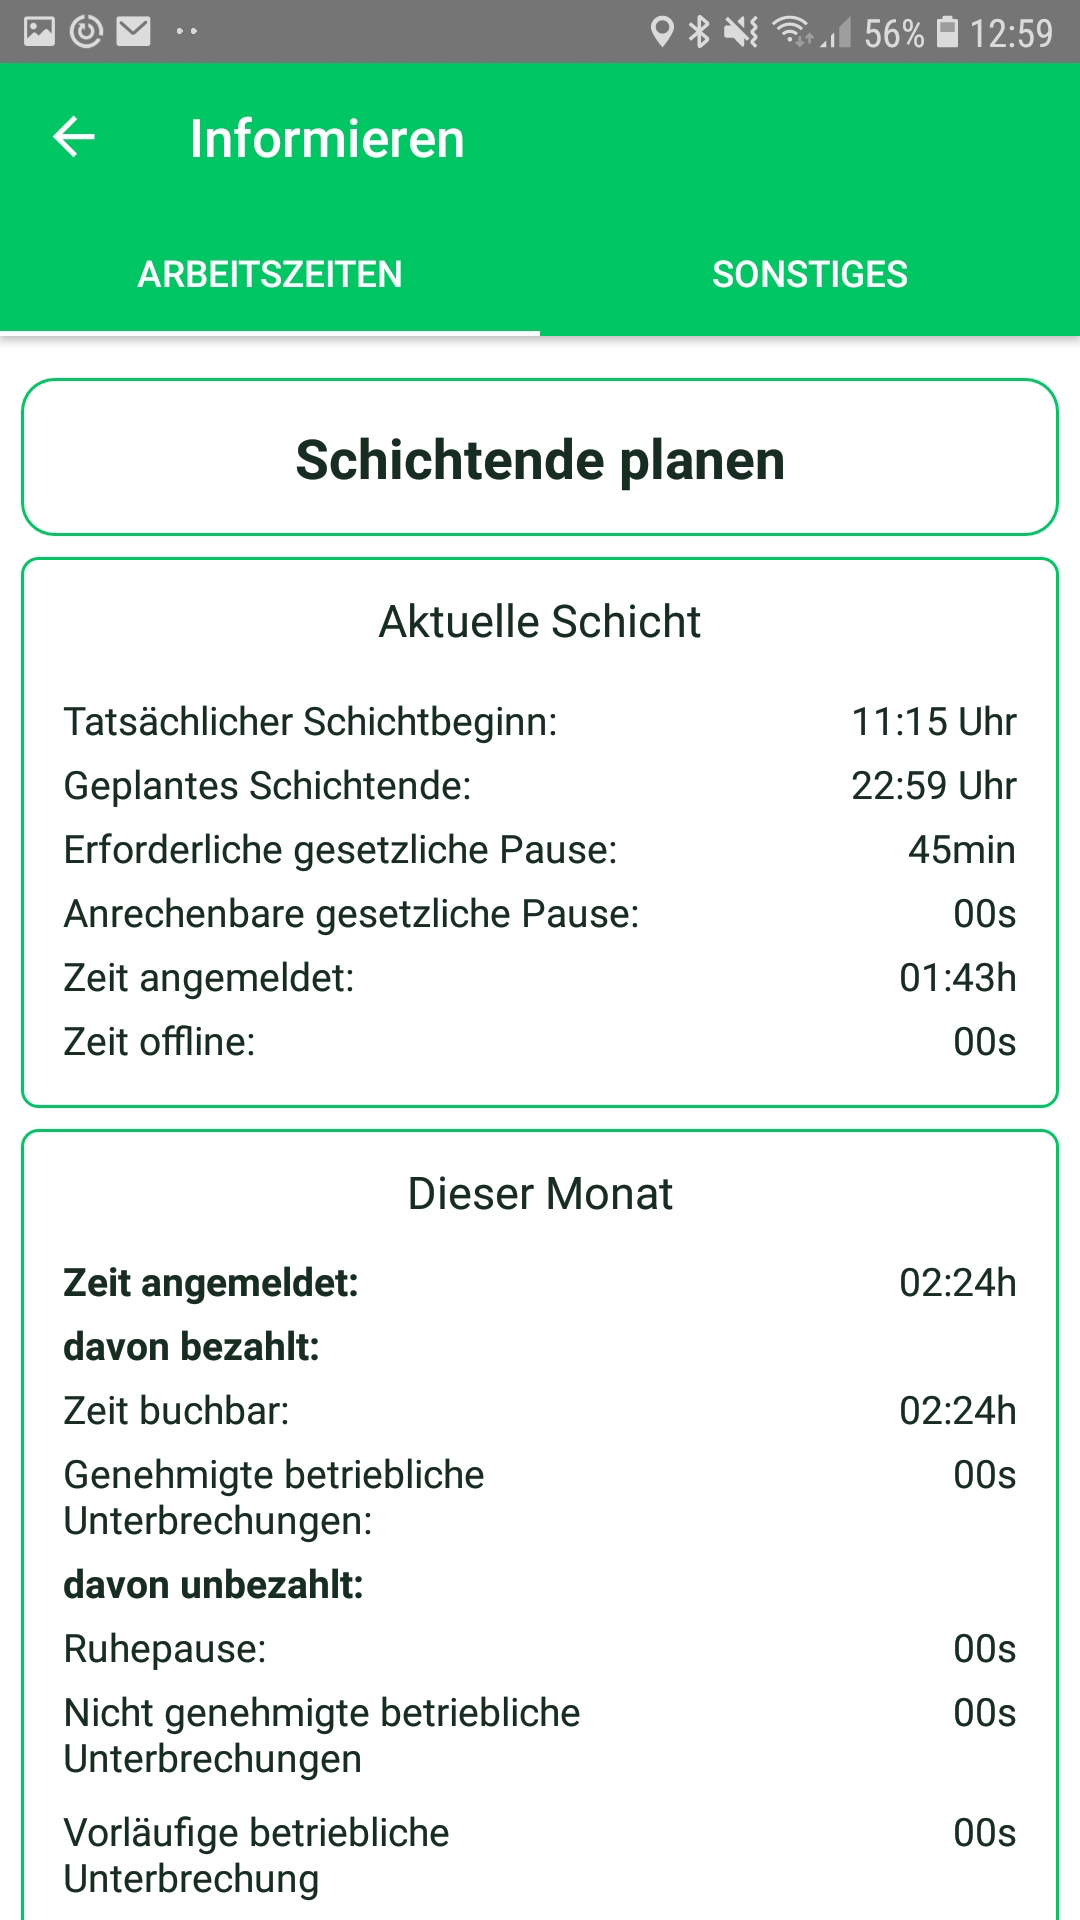 56% 12:59
Informieren
ARBEITSZEITEN SONSTIGES
Schichtende planen
Aktuelle Schicht
Tatsächlicher Schichtbeginn: 11:15 Uhr
Geplantes Schichtende: 22:59 Uhr
Erforderliche gesetzliche Pause: 45min
Anrechenbare gesetzliche Pause: 00s
Zeit angemeldet: 01:43h
Zeit offline: 00s
Dieser Monat
Zeit angemeldet: 02:24h
davon bezahlt:
Zeit buchbar: 02:24h
Genehmigte betriebliche 00s
Unterbrechungen:
davon unbezahlt:
Ruhepause: 00s
Nicht genehmigte betriebliche 00s
Unterbrechungen
Vorläufige betriebliche 00s
Unterbrechung